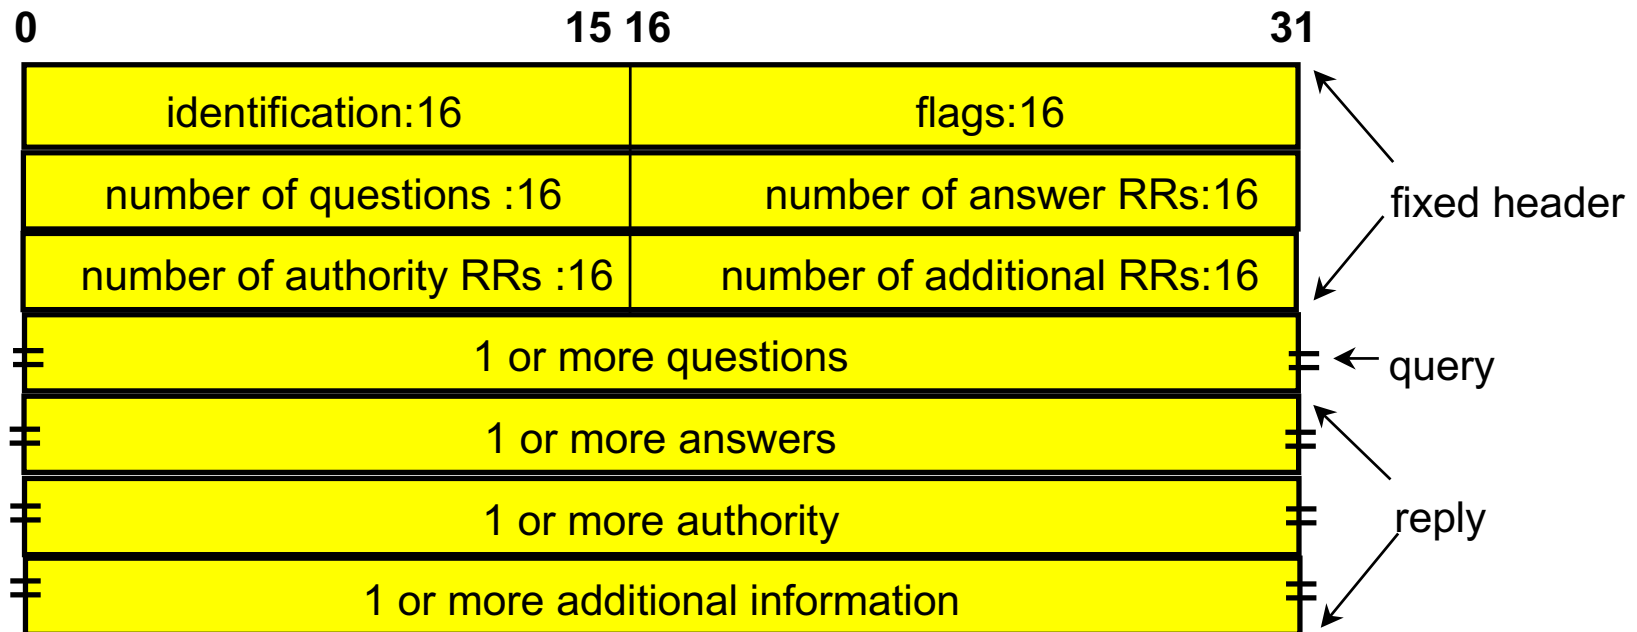 0 15 16 31
identification:16 flags:16
number of questions :16 number of answer RRs:16
fixed header
number of authority RRs :16 number of additional RRs:16
1 or more questions
query
1 or more answers
1 or more authority
reply
1 or more additional information